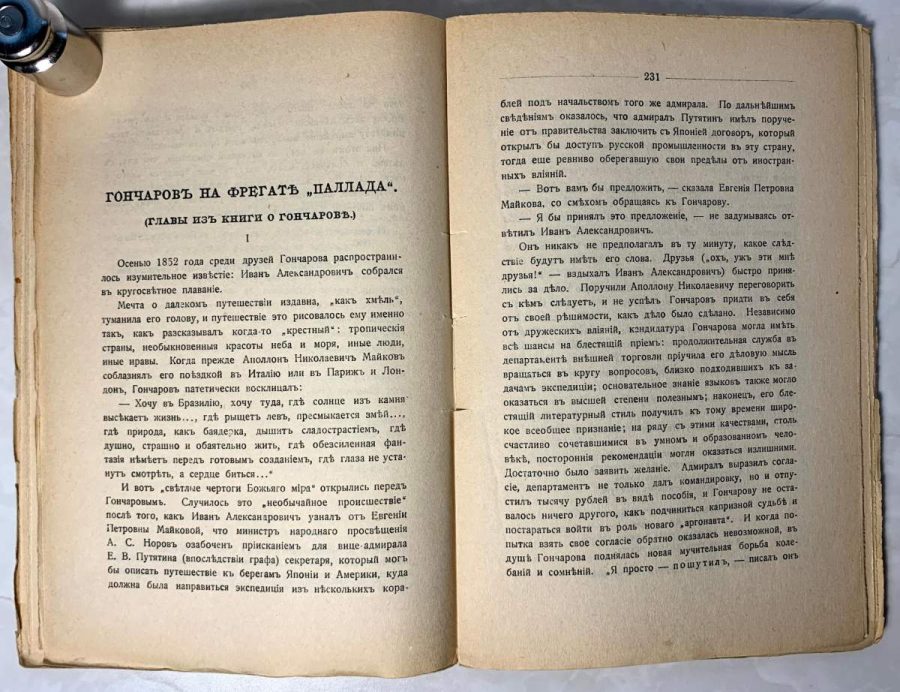 ГОНЧАРОВЪ НА ФРЕГАТѢ „ПАЛЛАДА“.
(ГЛАВЫ ИЗЪ КНИГИ О ГОНЧАРОВѢ.)
I
Осенью 1852 года среди друзей Гончарова распространи-
лось изумительное извѣстіе: Иванъ Александровичъ собрался
въ кругосвѣтное плаваніе.
Мечта о далекомъ путешествіи издавна, „какъ хмѣль“,
туманила его голову, и путешествіе это рисовалось ему именно
такъ, какъ разсказывалъ когда-то „крестный“: тропическія
страны, необыкновенныя красоты неба и моря, иные люди,
иные нравы. Когда прежде Аполлонъ Николаевичъ Майковъ
соблазнялъ его поѣздкой въ Италію или въ Парижъ и Лон-
донъ, Гончаровъ патетически восклицалъ:
— Хочу въ Бразилію, хочу туда, гдѣ солнце изъ камня
высѣкаетъ жизнь..., гдѣ рыщетъ левъ, пресмыкается змѣй...,
гдѣ природа, какъ баядерка, дышитъ сладострастіемъ, гдѣ
душно, страшно и обаятельно жить, гдѣ обезсиленная фан-
тазія нѣмѣетъ передъ готовымъ созданіемъ, гдѣ глаза не уста-
нутъ смотрѣть, а сердце биться...“
И вотъ „свѣтлые чертоги Божьяго міра“ открылись передъ
Гончаровымъ. Случилось это „необычайное происшествіе“
послѣ того, какъ Иванъ Александровичъ узналъ отъ Евгеніи
Петровны Майковой, что министръ народнаго просвѣщенія
А. С. Норовъ озабоченъ пріисканіемъ для вице-адмирала
Е. В. Путятина (впослѣдствіи графа) секретаря, который могъ
бы описать путешествіе къ берегамъ Японіи и Америки, куда
должна была направиться экспедиція изъ нѣсколькихъ кора-
231
блей подъ начальствомъ того же адмирала. По дальнѣйшимъ
свѣдѣніямъ оказалось, что адмиралъ Путятинъ имѣлъ поруче-
ніе отъ правительства заключить съ Японіей договоръ, который
открылъ бы доступъ русской промышленности въ эту страну,
тогда еще ревниво оберегавшую свои предѣлы отъ иностран-
ныхъ вліяній.
— Вотъ вамъ бы предложить, — сказала Евгенія Петровна
Майкова, со смѣхомъ обращаясь къ Гончарову.
— Я бы принялъ это предложеніе, — не задумываясь от-
вѣтилъ Иванъ Александровичъ.
Онъ никакъ не предполагалъ въ ту минуту, какое слѣд-
ствіе будутъ имѣть его слова. Друзья („охъ, ужъ эти мнѣ
друзья!“ — вздыхалъ Иванъ Александровичъ) быстро приня-
лись за дѣло. Поручили Аполлону Николаевичу переговорить
съ кѣмъ слѣдуетъ, и не успѣлъ Гончаровъ придти въ себя
отъ своей рѣшимости, какъ дѣло было сдѣлано. Независимо
отъ дружескихъ вліяній, кандидатура Гончарова могла имѣть
всѣ шансы на блестящій пріемъ: продолжительная служба въ
департаментѣ внѣшней торговли пріучила его дѣловую мысль
вращаться въ кругу вопросовъ, близко подходившихъ къ за-
дачамъ экспедиціи; основательное знаніе языковъ также могло
оказаться въ высшей степени полезнымъ; наконецъ, его бле-
стящій литературный стиль получилъ къ тому времени широ-
кое всеобщее признаніе; на ряду съ этими качествами, столь
счастливо сочетавшимися въ умномъ и образованномъ чело-
вѣкѣ, постороннія рекомендаціи могли оказаться излишними.
Достаточно было заявить желаніе. Адмиралъ выразилъ согла-
сіе, департаментъ не только далъ командировку, но и отпу-
стилъ тысячу рублей въ видѣ пособія, и Гончарову не оста-
валось ничего другого, какъ подчиниться капризной судьбѣ и
постараться войти въ роль новаго „аргонавта“. И когда по-
пытка взять свое согласіе обратно оказалась невозможной, въ
душѣ Гончарова поднялась новая мучительная борьба коле-
баній и сомнѣній. „Я просто — пошутилъ, — писалъ онъ